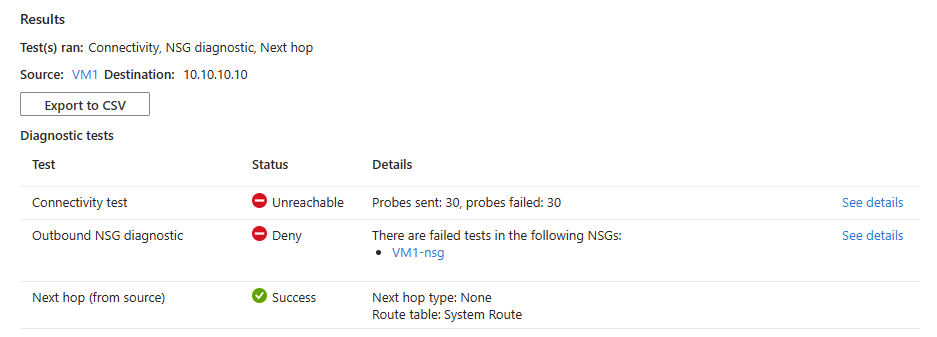 Results
Test(s) ran: Connectivity, NSG diagnostic, Next hop
Source: VM1 Destination: 10.10.10.10
Export to CSV
Diagnostic tests
Test Status Details
Connectivity test Unreachable Probes sent: 30, probes failed: 30 See details
Outbound NSG diagnostic Deny There are failed tests in the following NSGs: See details
• VM1-nsg
Next hop (from source) Success Next hop type: None
Route table: System Route